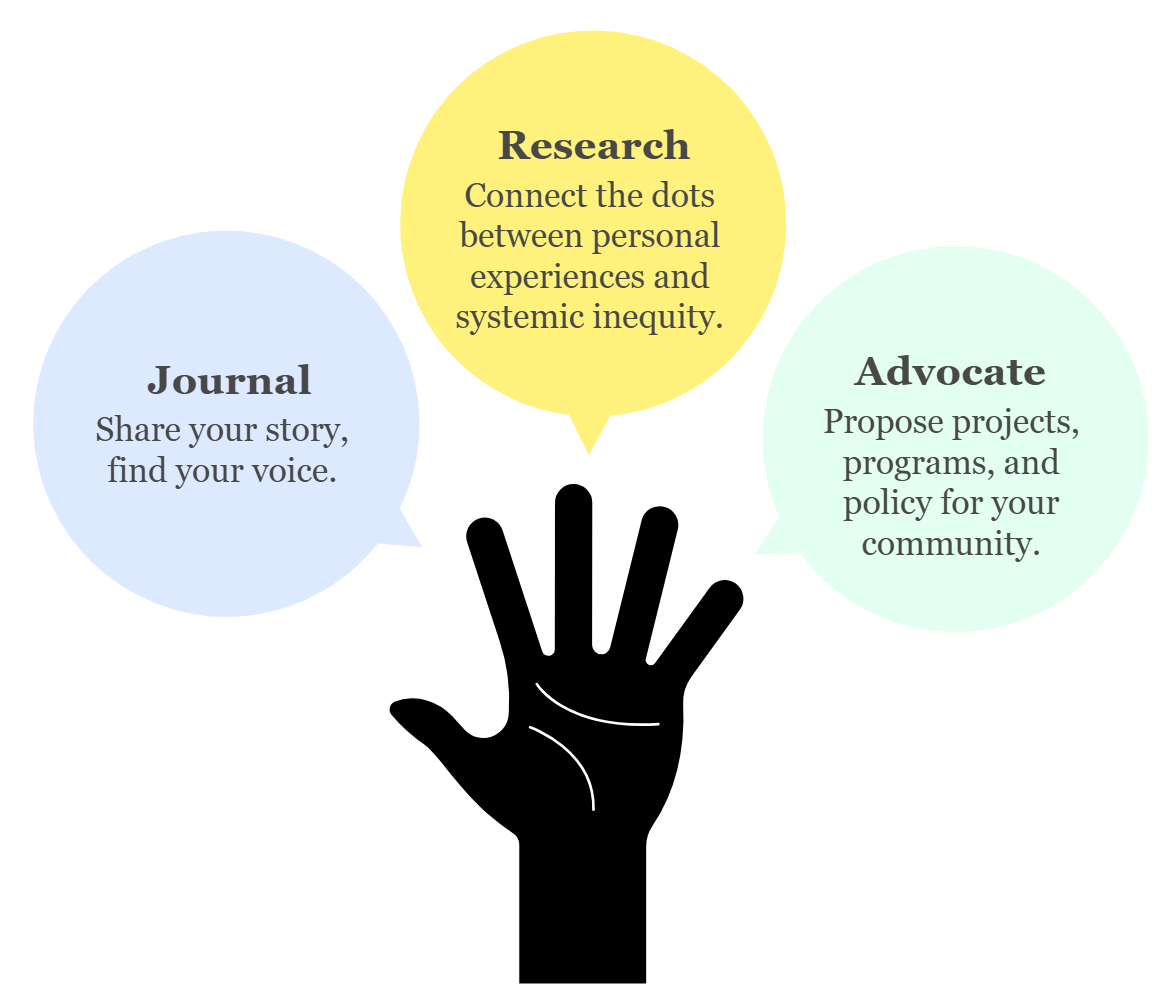 Journal
Share your story,
find your voice.
Research
Connect the dots
between personal
experiences and
systemic inequity.
Advocate
Propose projects,
programs, and
policy for your
community.